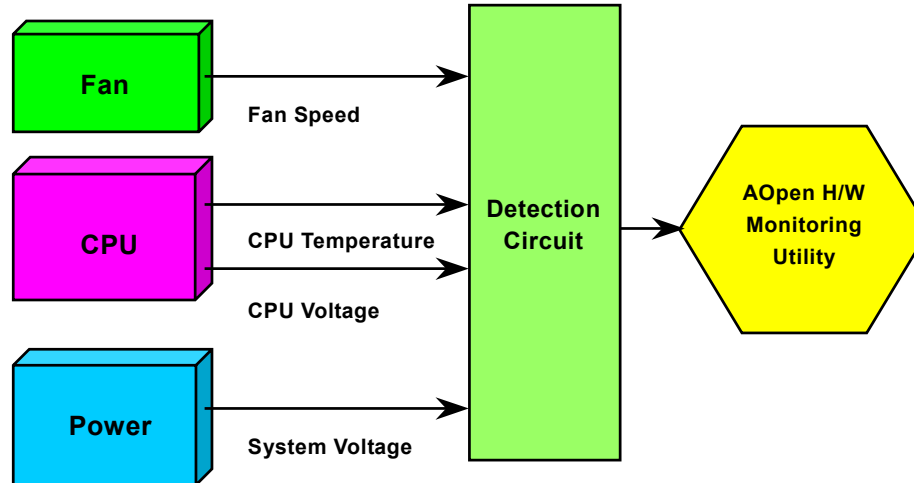 Fan
Fan Speed
CPU
CPU Temperature
CPU Voltage
Power
System Voltage
Detection
Circuit
AOpen H/W
Monitoring
Utility